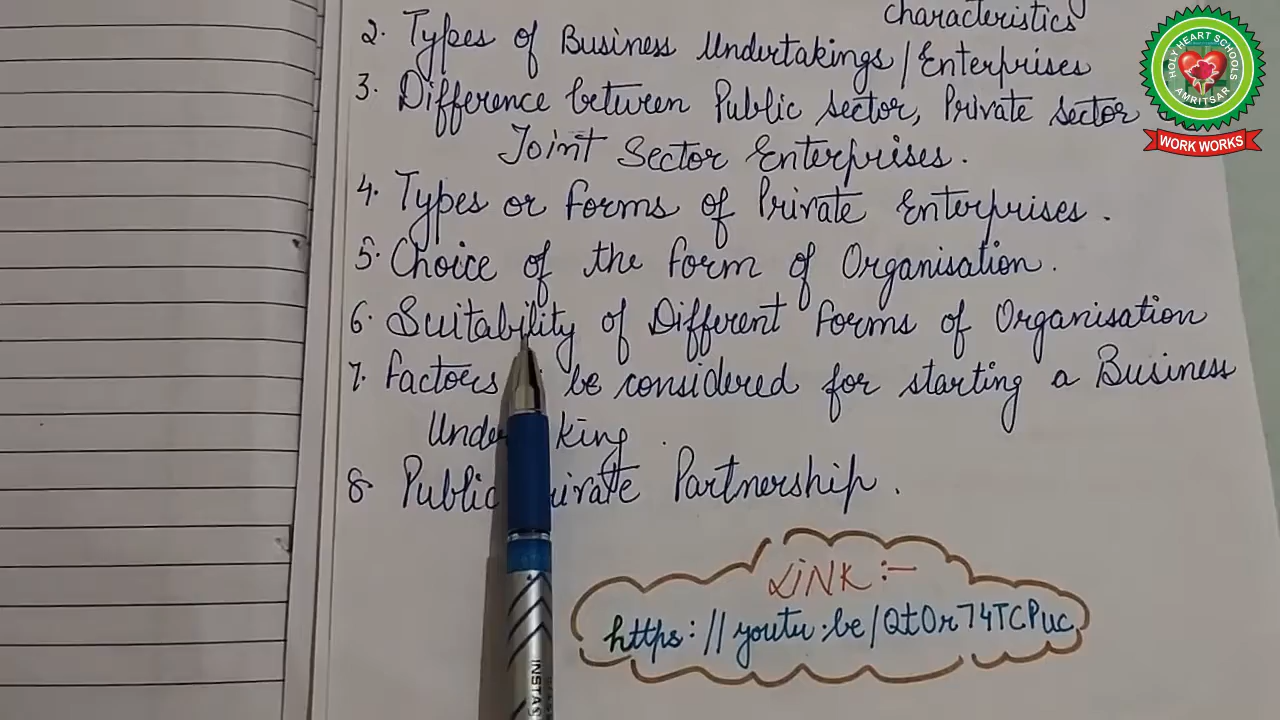 characteristics
2. Types of Business Undertakings/Enterprises
3. Difference between Public sector, Private sector
Joint Sector Enterprises.
4. Types or forms of Private Enterprises.
5. Choice of the form of Organisation.
6. Suitability of Different forms of Organisation
7. Factors be considered for starting a Business
Unde king.
8. Public ivate Partnership.
LINK:-
https://youtu.be/QtOr74TCPuc
INSTAS
HOLY HEART SCHOOLS
AMRITSAR
WORK WORKS